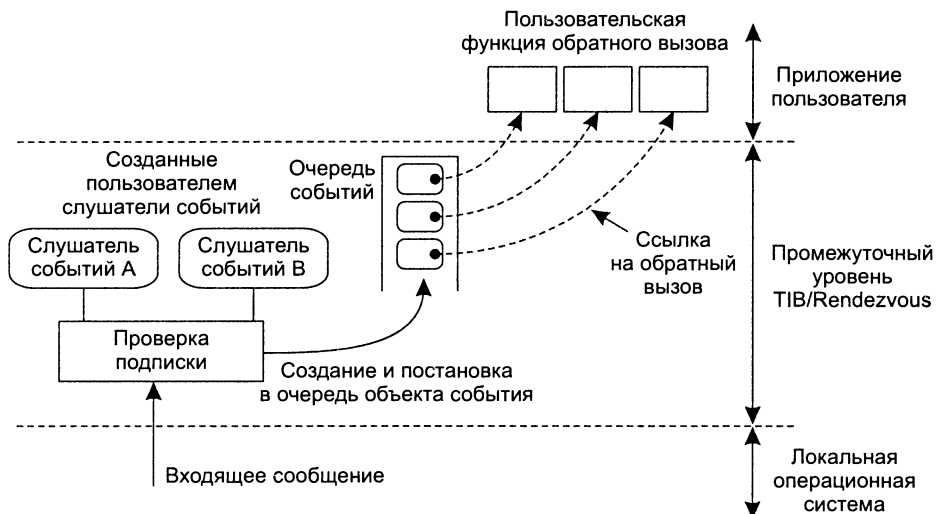 Пользовательская
функция обратного вызова
Приложение
пользователя
Созданные
пользователем
слушатели событий
Очередь
событий
Слушатель
событий А
Слушатель
событий В
Ссылка
на обратный
вызов
Промежуточный
уровень
TIB/Rendezvous
Проверка
подписки
Создание и постановка
в очередь объекта события
Входящее сообщение
Локальная
операционная
система